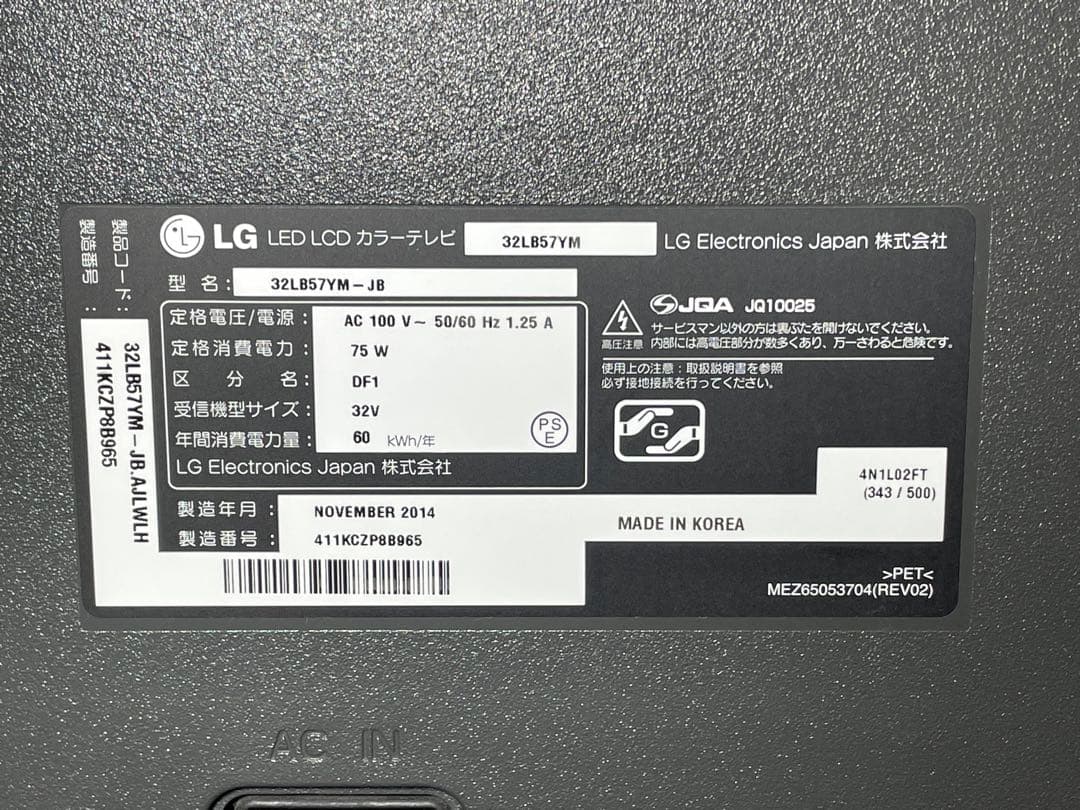 LG LED LCD カラーテレビ 32LB57YM LG Electronics Japan 株式会社
型 名 : 32LB57YM-JB
定格電圧/電源 : AC 100 V~ 50/60 Hz 1.25 A
定格消費電力 : 75 W
区 分 名 : DF1
受信機型サイズ : 32V
年間消費電力量 : 60 kWh/年
PS
E
LG Electronics Japan 株式会社
JQA JQ10025
サービスマン以外の方は裏ぶたを開けないでください。
高圧注意 内部には高電圧部分が数多くあり、万一さわると危険です。
使用上の注意 : 取扱説明書を参照
必ず接地接続を行ってください。
G
4N1L02FT
(343 / 500)
製造年月 : NOVEMBER 2014
MADE IN KOREA
製造番号 : 411KCZP8B965
>PET<
MEZ65053704(REV02)
製品コード : 32LB57YM-JB.AJLWLH
製造番号 : 411KCZP8B965
AC IN